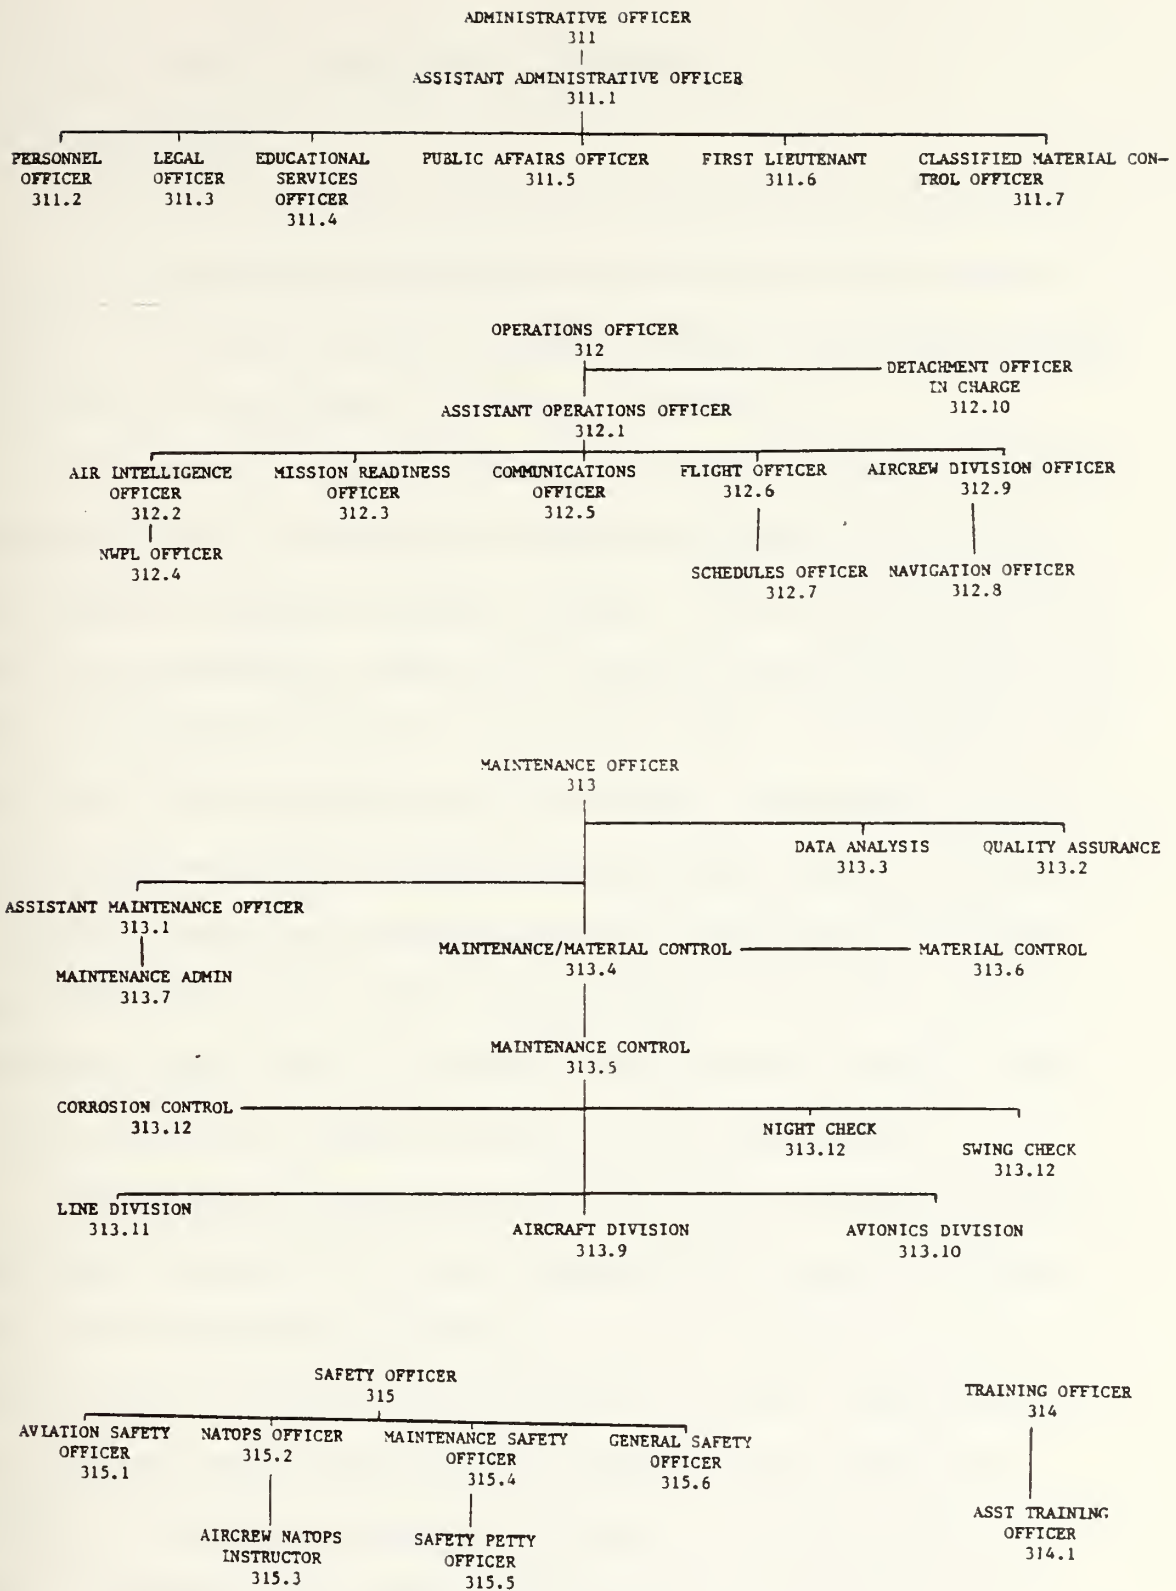 ADMINISTRATIVE OFFICER
311
ASSISTANT ADMINISTRATIVE OFFICER
311.1
PERSONNEL
OFFICER
311.2
LEGAL
OFFICER
311.3
EDUCATIONAL
SERVICES
OFFICER
311.4
PUBLIC AFFAIRS OFFICER
311.5
FIRST LIEUTENANT
311.6
CLASSIFIED MATERIAL CON-
TROL OFFICER
311.7
OPERATIONS OFFICER
312
DETACHMENT OFFICER
IN CHARGE
312.10
ASSISTANT OPERATIONS OFFICER
312.1
AIR INTELLIGENCE
OFFICER
312.2
MISSION READINESS
OFFICER
312.3
COMMUNICATIONS
OFFICER
312.5
FLIGHT OFFICER
312.6
AIRCREW DIVISION OFFICER
312.9
NWPL OFFICER
312.4
SCHEDULES OFFICER
312.7
NAVIGATION OFFICER
312.8
MAINTENANCE OFFICER
313
DATA ANALYSIS
313.3
QUALITY ASSURANCE
313.2
ASSISTANT MAINTENANCE OFFICER
313.1
MAINTENANCE ADMIN
313.7
MAINTENANCE/MATERIAL CONTROL
313.4
MATERIAL CONTROL
313.6
MAINTENANCE CONTROL
313.5
CORROSION CONTROL
313.12
NIGHT CHECK
313.12
SWING CHECK
313.12
LINE DIVISION
313.11
AIRCRAFT DIVISION
313.9
AVIONICS DIVISION
313.10
SAFETY OFFICER
315
AVIATION SAFETY
OFFICER
315.1
NATOPS OFFICER
315.2
MAINTENANCE SAFETY
OFFICER
315.4
GENERAL SAFETY
OFFICER
315.6
AIRCREW NATOPS
INSTRUCTOR
315.3
SAFETY PETTY
OFFICER
315.5
TRAINING OFFICER
314
ASST TRAINING
OFFICER
314.1